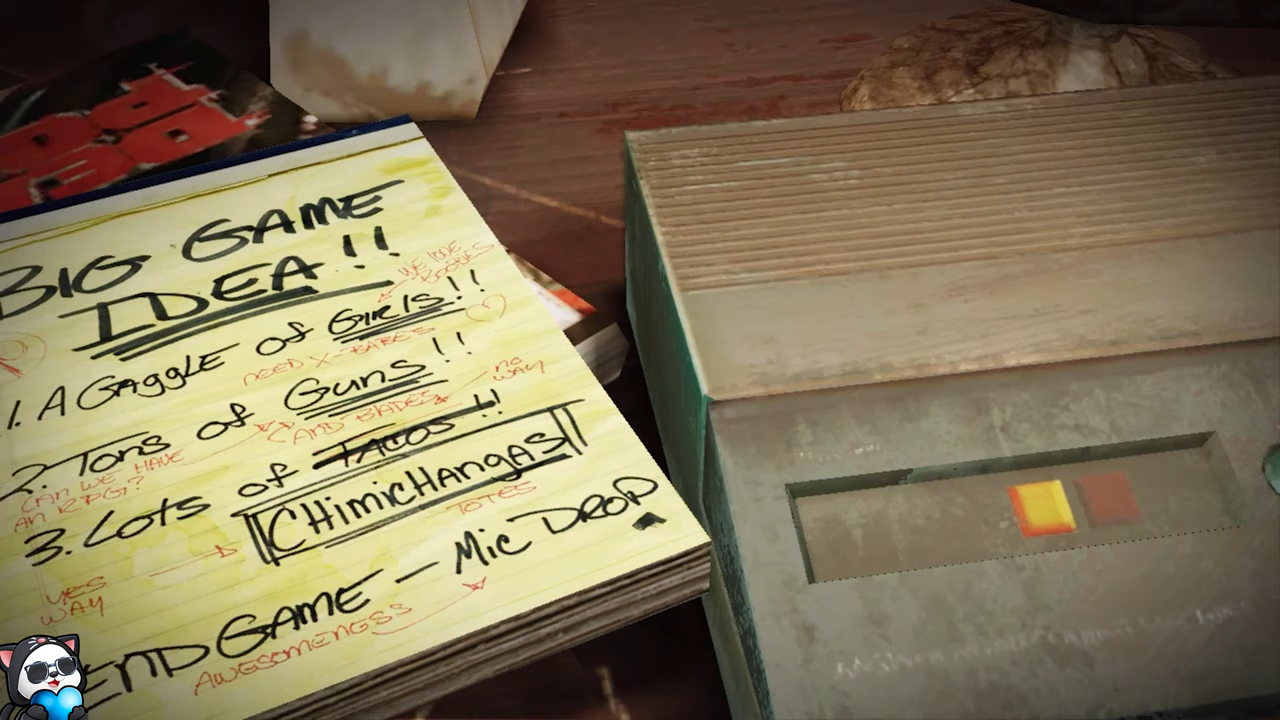 BIG GAME
IDEA!!
WE LOVE
BOOBIES
1. A GAGGLE of GIRLS!!
NEED X-BABES
2. TONS of GUNS!!
(AND BLADES
NO
WAY
CAN WE HAVE
AN RPG?
3. LOTS of TACOS!!
CHIMICHANGAS
TOTES
YES
WAY
END GAME - MIC DROP
AWESOMENESS